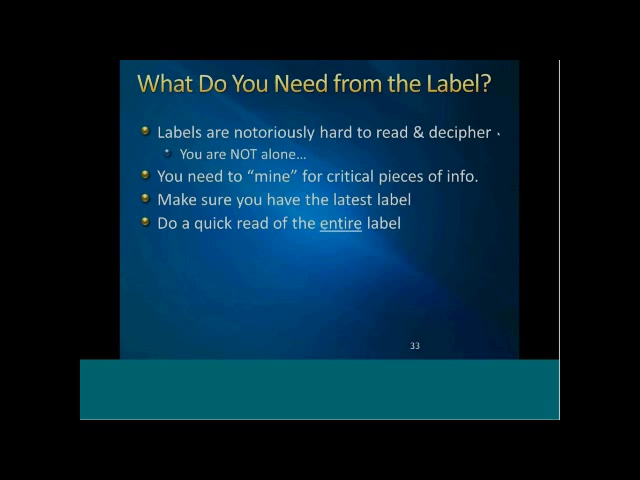 What Do You Need from the Label?
Labels are notoriously hard to read & decipher
You are NOT alone...
You need to “mine” for critical pieces of info.
Make sure you have the latest label
Do a quick read of the entire label
33